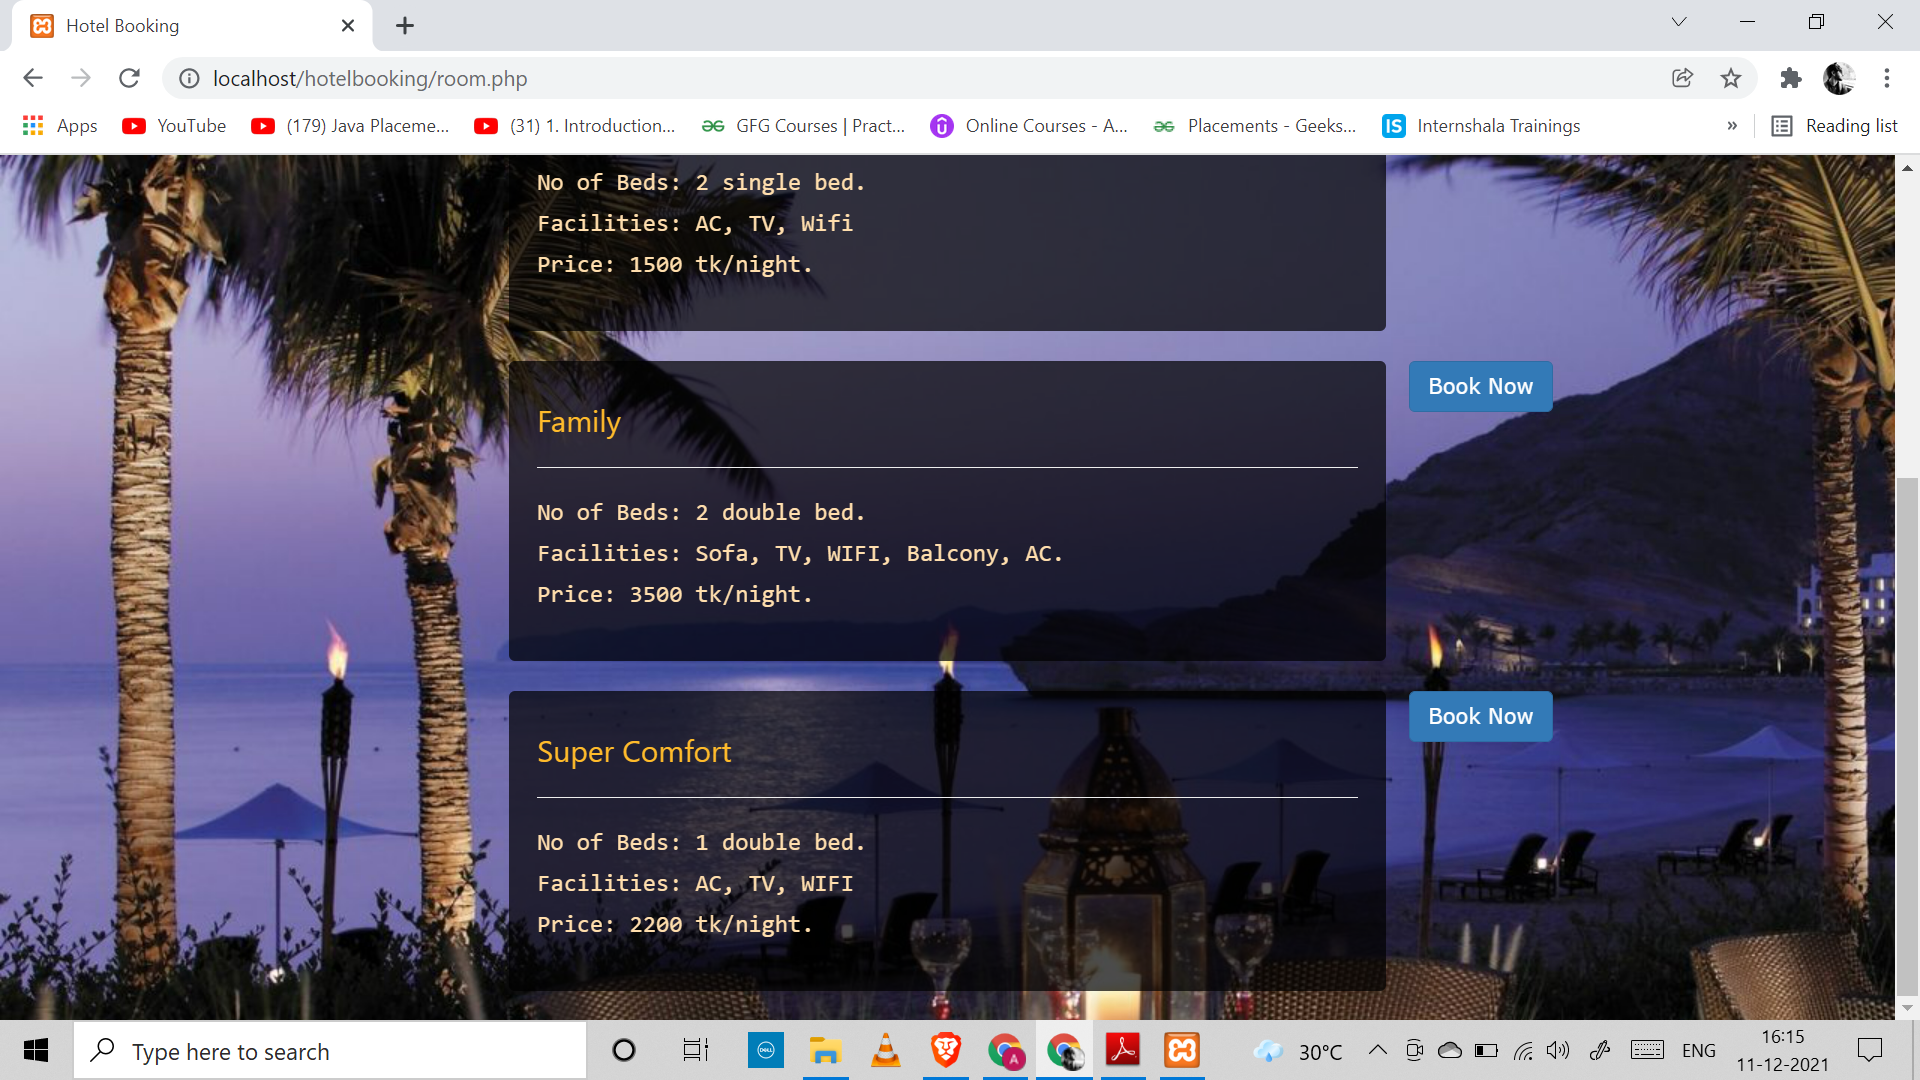 Hotel Booking
localhost/hotelbooking/room.php
Apps
YouTube
(179) Java Placeme...
(31) 1. Introduction...
GFG Courses | Pract...
Online Courses - A...
Placements - Geeks...
IS Internshala Trainings
»
Reading list
No of Beds: 2 single bed.
Facilities: AC, TV, Wifi
Price: 1500 tk/night.
Book Now
Family
No of Beds: 2 double bed.
Facilities: Sofa, TV, WIFI, Balcony, AC.
Price: 3500 tk/night.
Book Now
Super Comfort
No of Beds: 1 double bed.
Facilities: AC, TV, WIFI
Price: 2200 tk/night.
Type here to search
DELL
A
30°C
ENG
16:15
11-12-2021